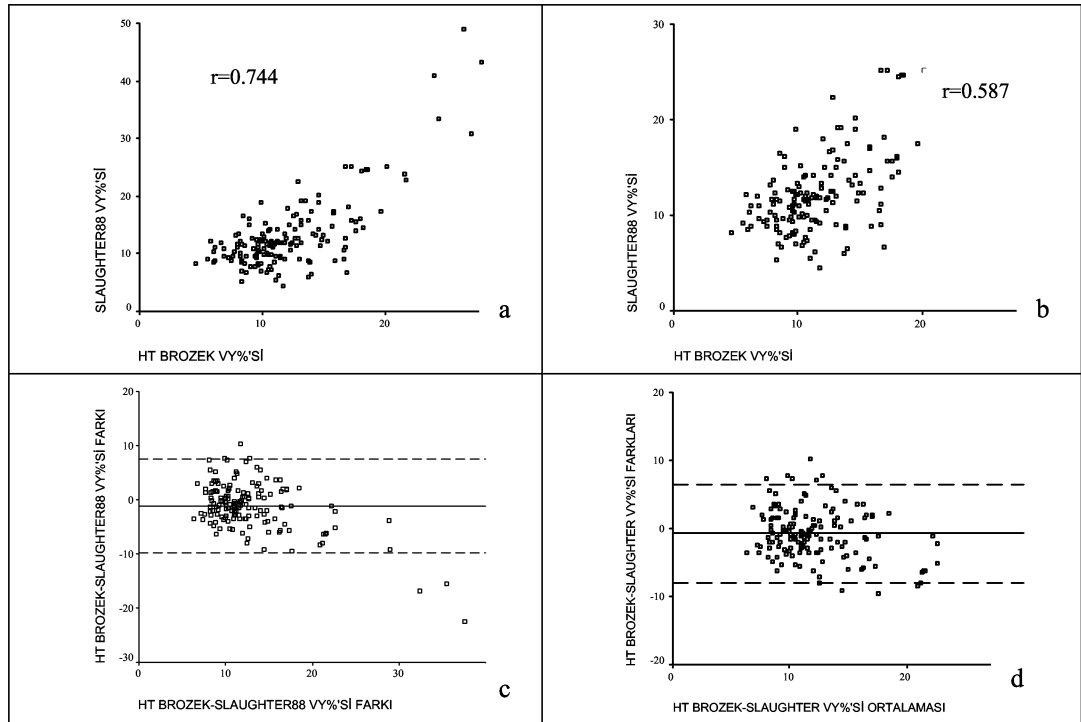 50
40
30
20
10
0
0
10
20
SLAUGHTER88 VY%'Sİ
HT BROZEK VY%'Sİ
r=0.744
a
30
20
10
0
0
10
20
SLAUGHTER88 VY%'Sİ
HT BROZEK VY%'Sİ
r=0.587
b
20
10
0
-10
-20
-30
0
10
20
30
HT BROZEK-SLAUGHTER88 VY%'Sİ FARKI
HT BROZEK-SLAUGHTER88 VY%'Sİ FARKI
c
20
10
0
-10
-20
0
10
20
HT BROZEK-SLAUGHTER VY%'Sİ FARKLARI
HT BROZEK-SLAUGHTER VY%'Sİ ORTALAMASI
d